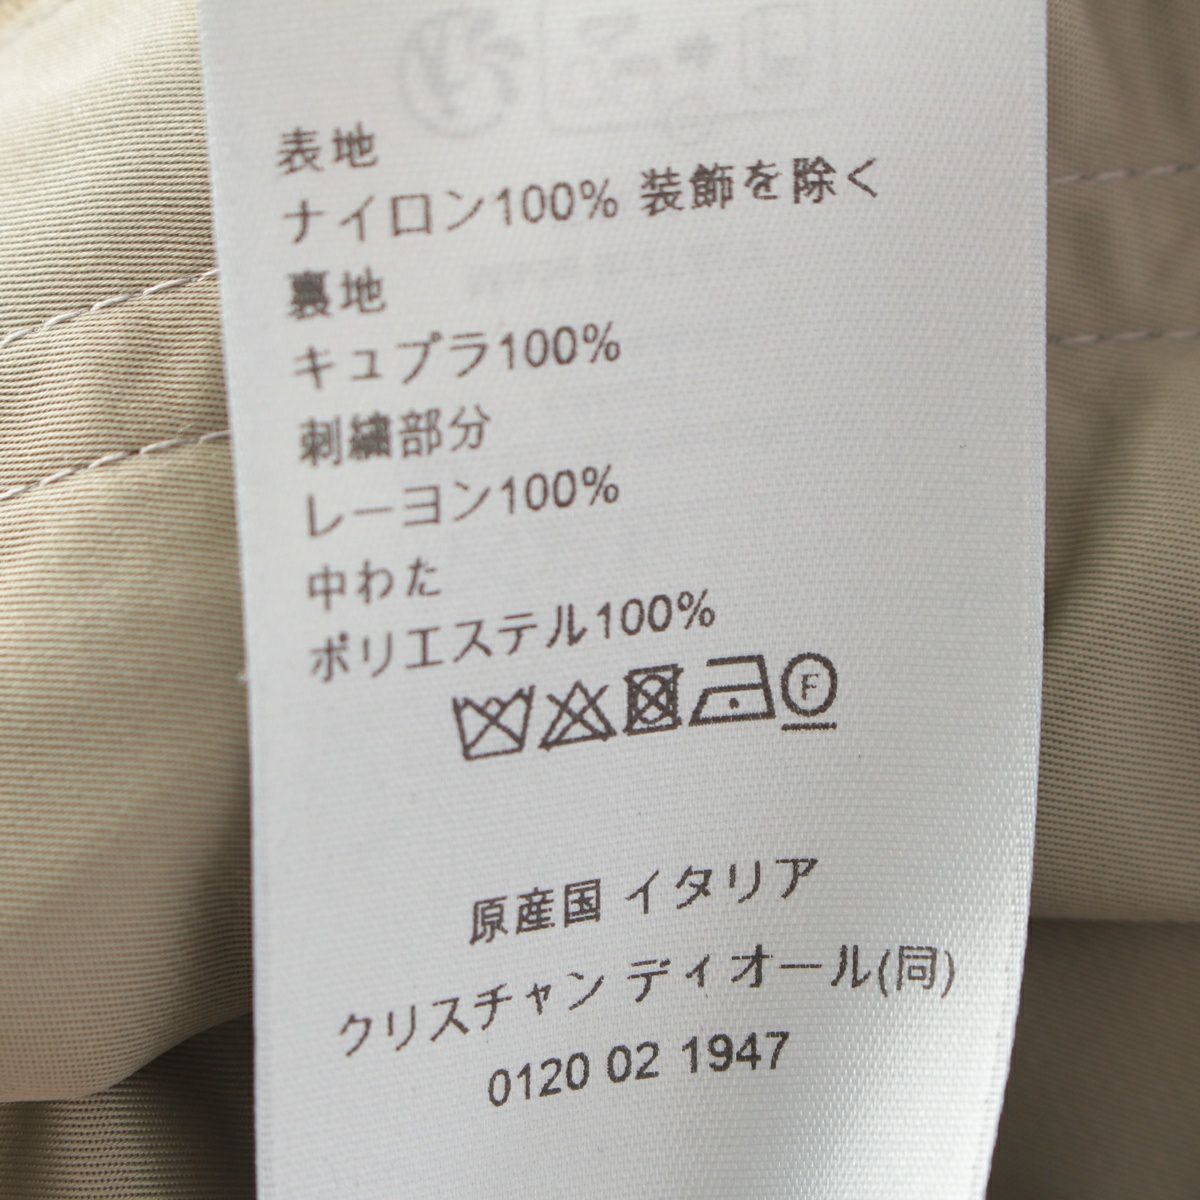 表地
ナイロン100% 装飾を除く
裏地
キュプラ100%
刺繍部分
レーヨン100%
中わた
ポリエステル100%
F
原産国 イタリア
クリスチャン ディオール(同)
0120 02 1947